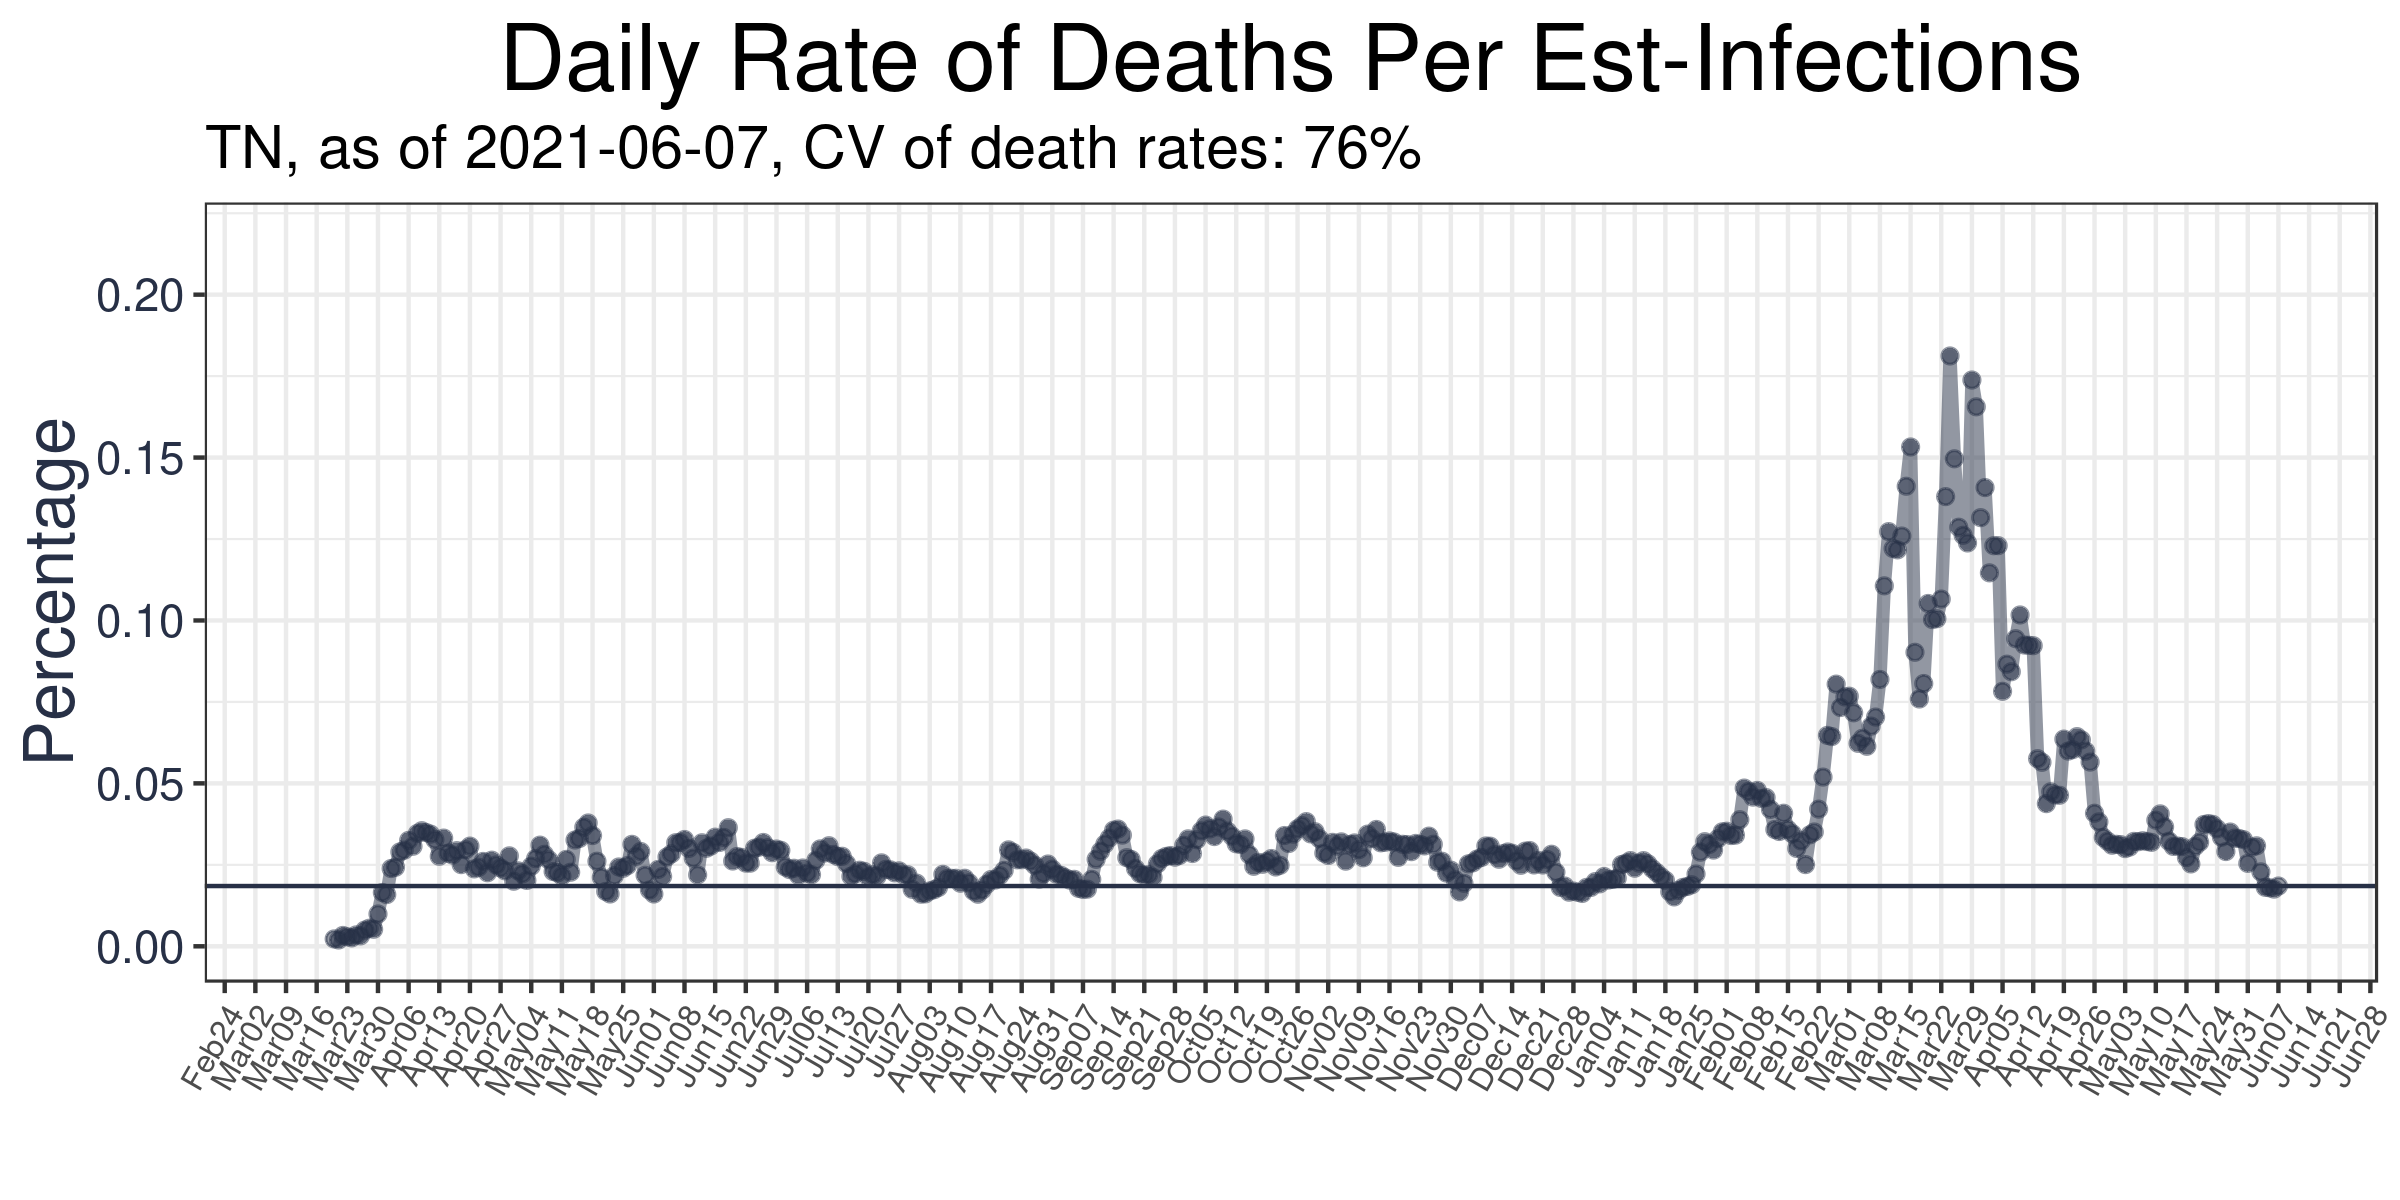 Daily Rate of Deaths Per Est-Infections
TN, as of 2021-06-07, CV of death rates: 76%
Percentage
0.20
0.15
0.10
0.05
0.00
Feb24
Mar02
Mar09
Mar16
Mar23
Mar30
Apr06
Apr13
Apr20
Apr27
May04
May11
May18
May25
Jun01
Jun08
Jun15
Jun22
Jun29
Jul06
Jul13
Jul20
Jul27
Aug03
Aug10
Aug17
Aug24
Aug31
Sep07
Sep14
Sep21
Sep28
Oct05
Oct12
Oct19
Oct26
Nov02
Nov09
Nov16
Nov23
Nov30
Dec07
Dec14
Dec21
Dec28
Jan04
Jan11
Jan18
Jan25
Feb01
Feb08
Feb15
Feb22
Mar01
Mar08
Mar15
Mar22
Mar29
Apr05
Apr12
Apr19
Apr26
May03
May10
May17
May24
May31
Jun07
Jun14
Jun21
Jun28